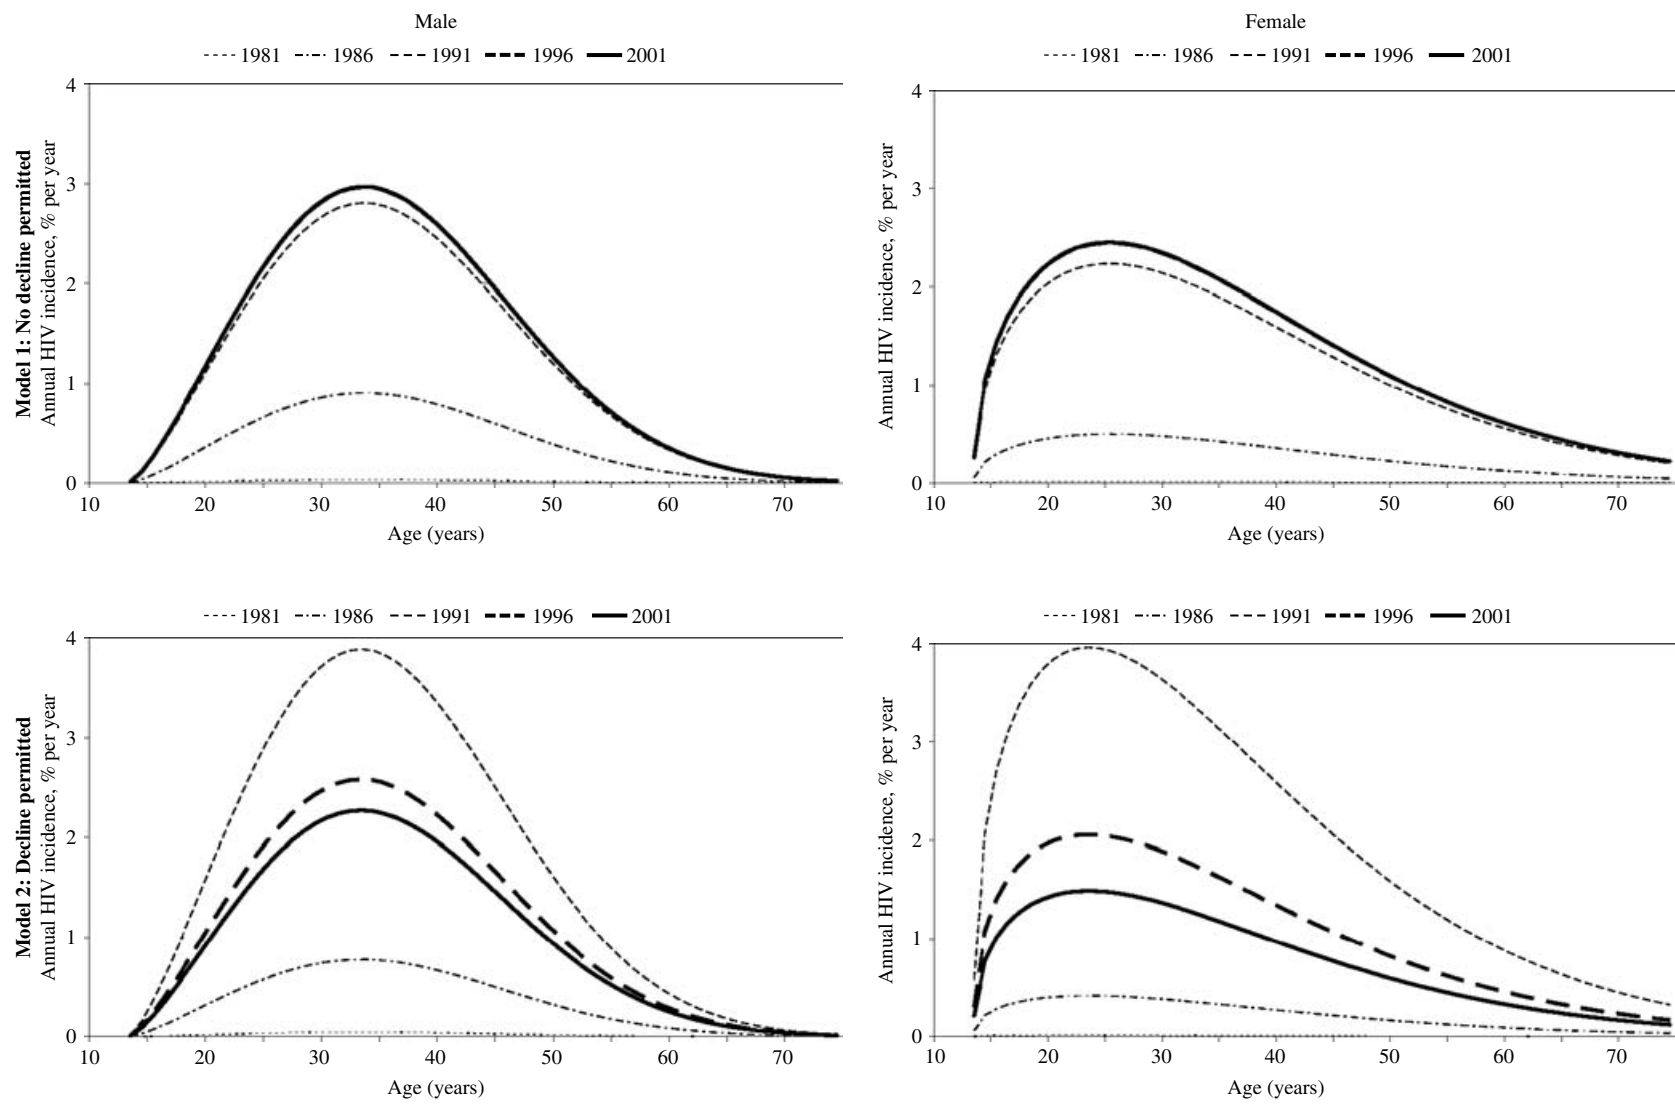 Male
Female
1981 1986 1991 1996 2001
1981 1986 1991 1996 2001
Model 1: No decline permitted
Annual HIV incidence, % per year
4
3
2
1
0
10 20 30 40 50 60 70
Age (years)
Annual HIV incidence, % per year
4
3
2
1
0
10 20 30 40 50 60 70
Age (years)
1981 1986 1991 1996 2001
1981 1986 1991 1996 2001
Model 2: Decline permitted
Annual HIV incidence, % per year
4
3
2
1
0
10 20 30 40 50 60 70
Age (years)
Annual HIV incidence, % per year
4
3
2
1
0
10 20 30 40 50 60 70
Age (years)